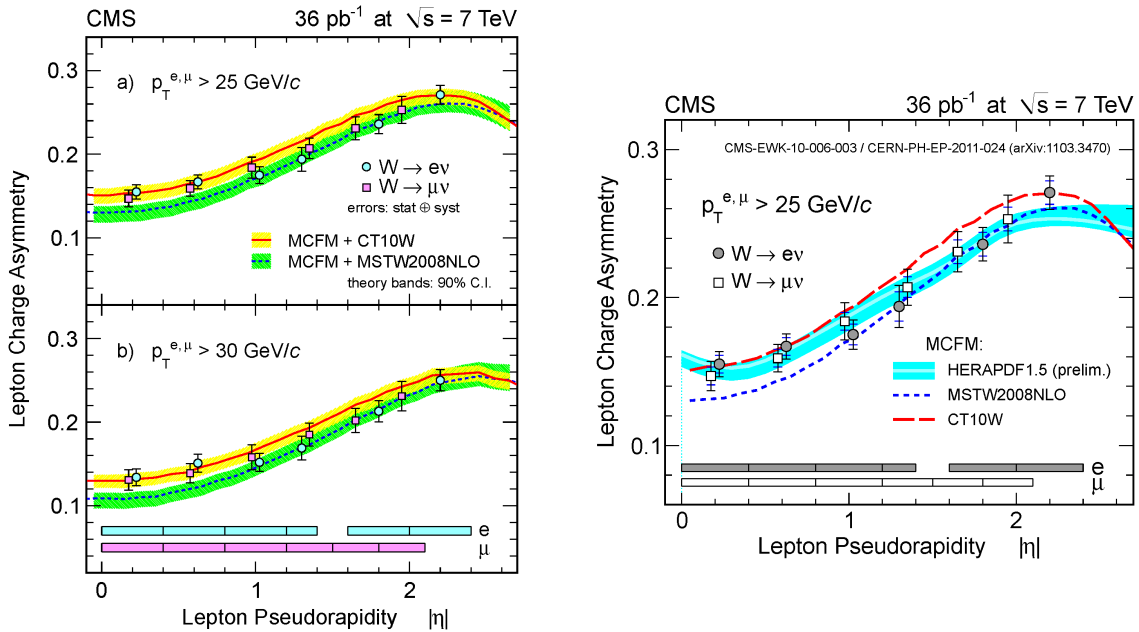 CMS 36 pb⁻¹ at √s = 7 TeV
Lepton Charge Asymmetry
a) p_T^{e, μ} > 25 GeV/c
0.3
0.2
0.1
W → eν
W → μν
errors: stat ⊕ syst
MCFM + CT10W
MCFM + MSTW2008NLO
theory bands: 90% C.I.
b) p_T^{e, μ} > 30 GeV/c
0.3
0.2
0.1
e
μ
0 1 2
Lepton Pseudorapidity |η|
CMS 36 pb⁻¹ at √s = 7 TeV
CMS-EWK-10-006-003 / CERN-PH-EP-2011-024 (arXiv:1103.3470)
Lepton Charge Asymmetry
0.3
0.2
0.1
p_T^{e, μ} > 25 GeV/c
W → eν
W → μν
MCFM:
HERAPDF1.5 (prelim.)
MSTW2008NLO
CT10W
e
μ
0 1 2
Lepton Pseudorapidity |η|